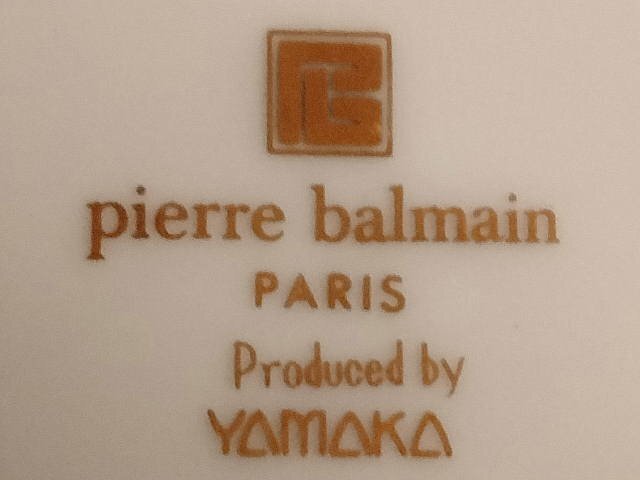 pierre balmain
PARIS
Produced by
YAMAKA